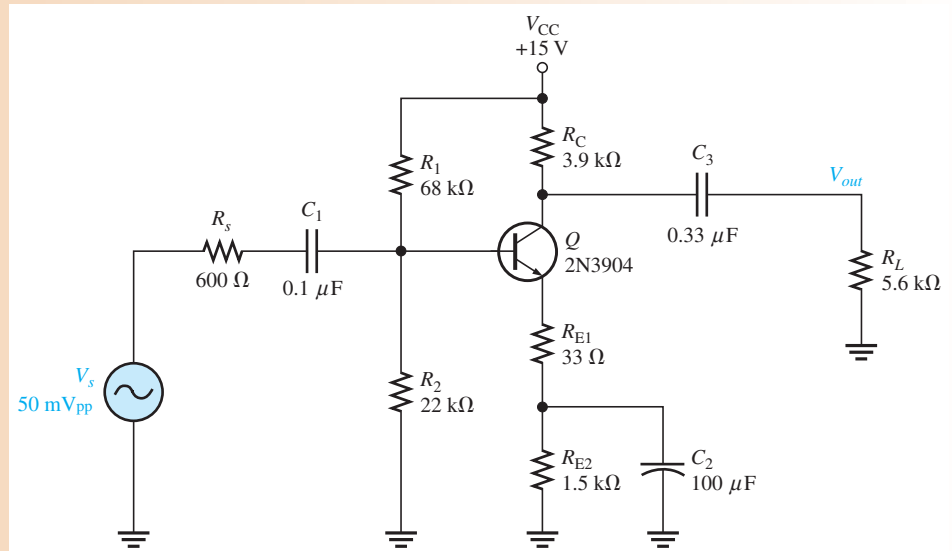 V_CC
+15 V
R_C
3.9 kΩ
C_3
0.33 μF
V_out
R_1
68 kΩ
R_s
600 Ω
C_1
0.1 μF
Q
2N3904
R_L
5.6 kΩ
R_E1
33 Ω
V_s
50 mVpp
R_2
22 kΩ
R_E2
1.5 kΩ
C_2
100 μF